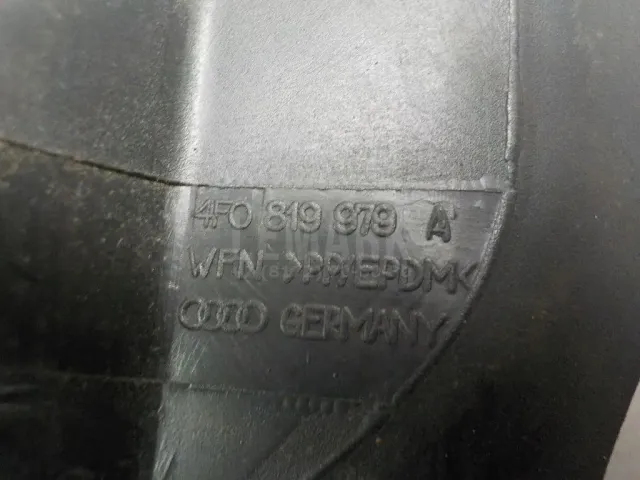 4F0 819 979 A
WFN >PP/EPDM<
GERMANY